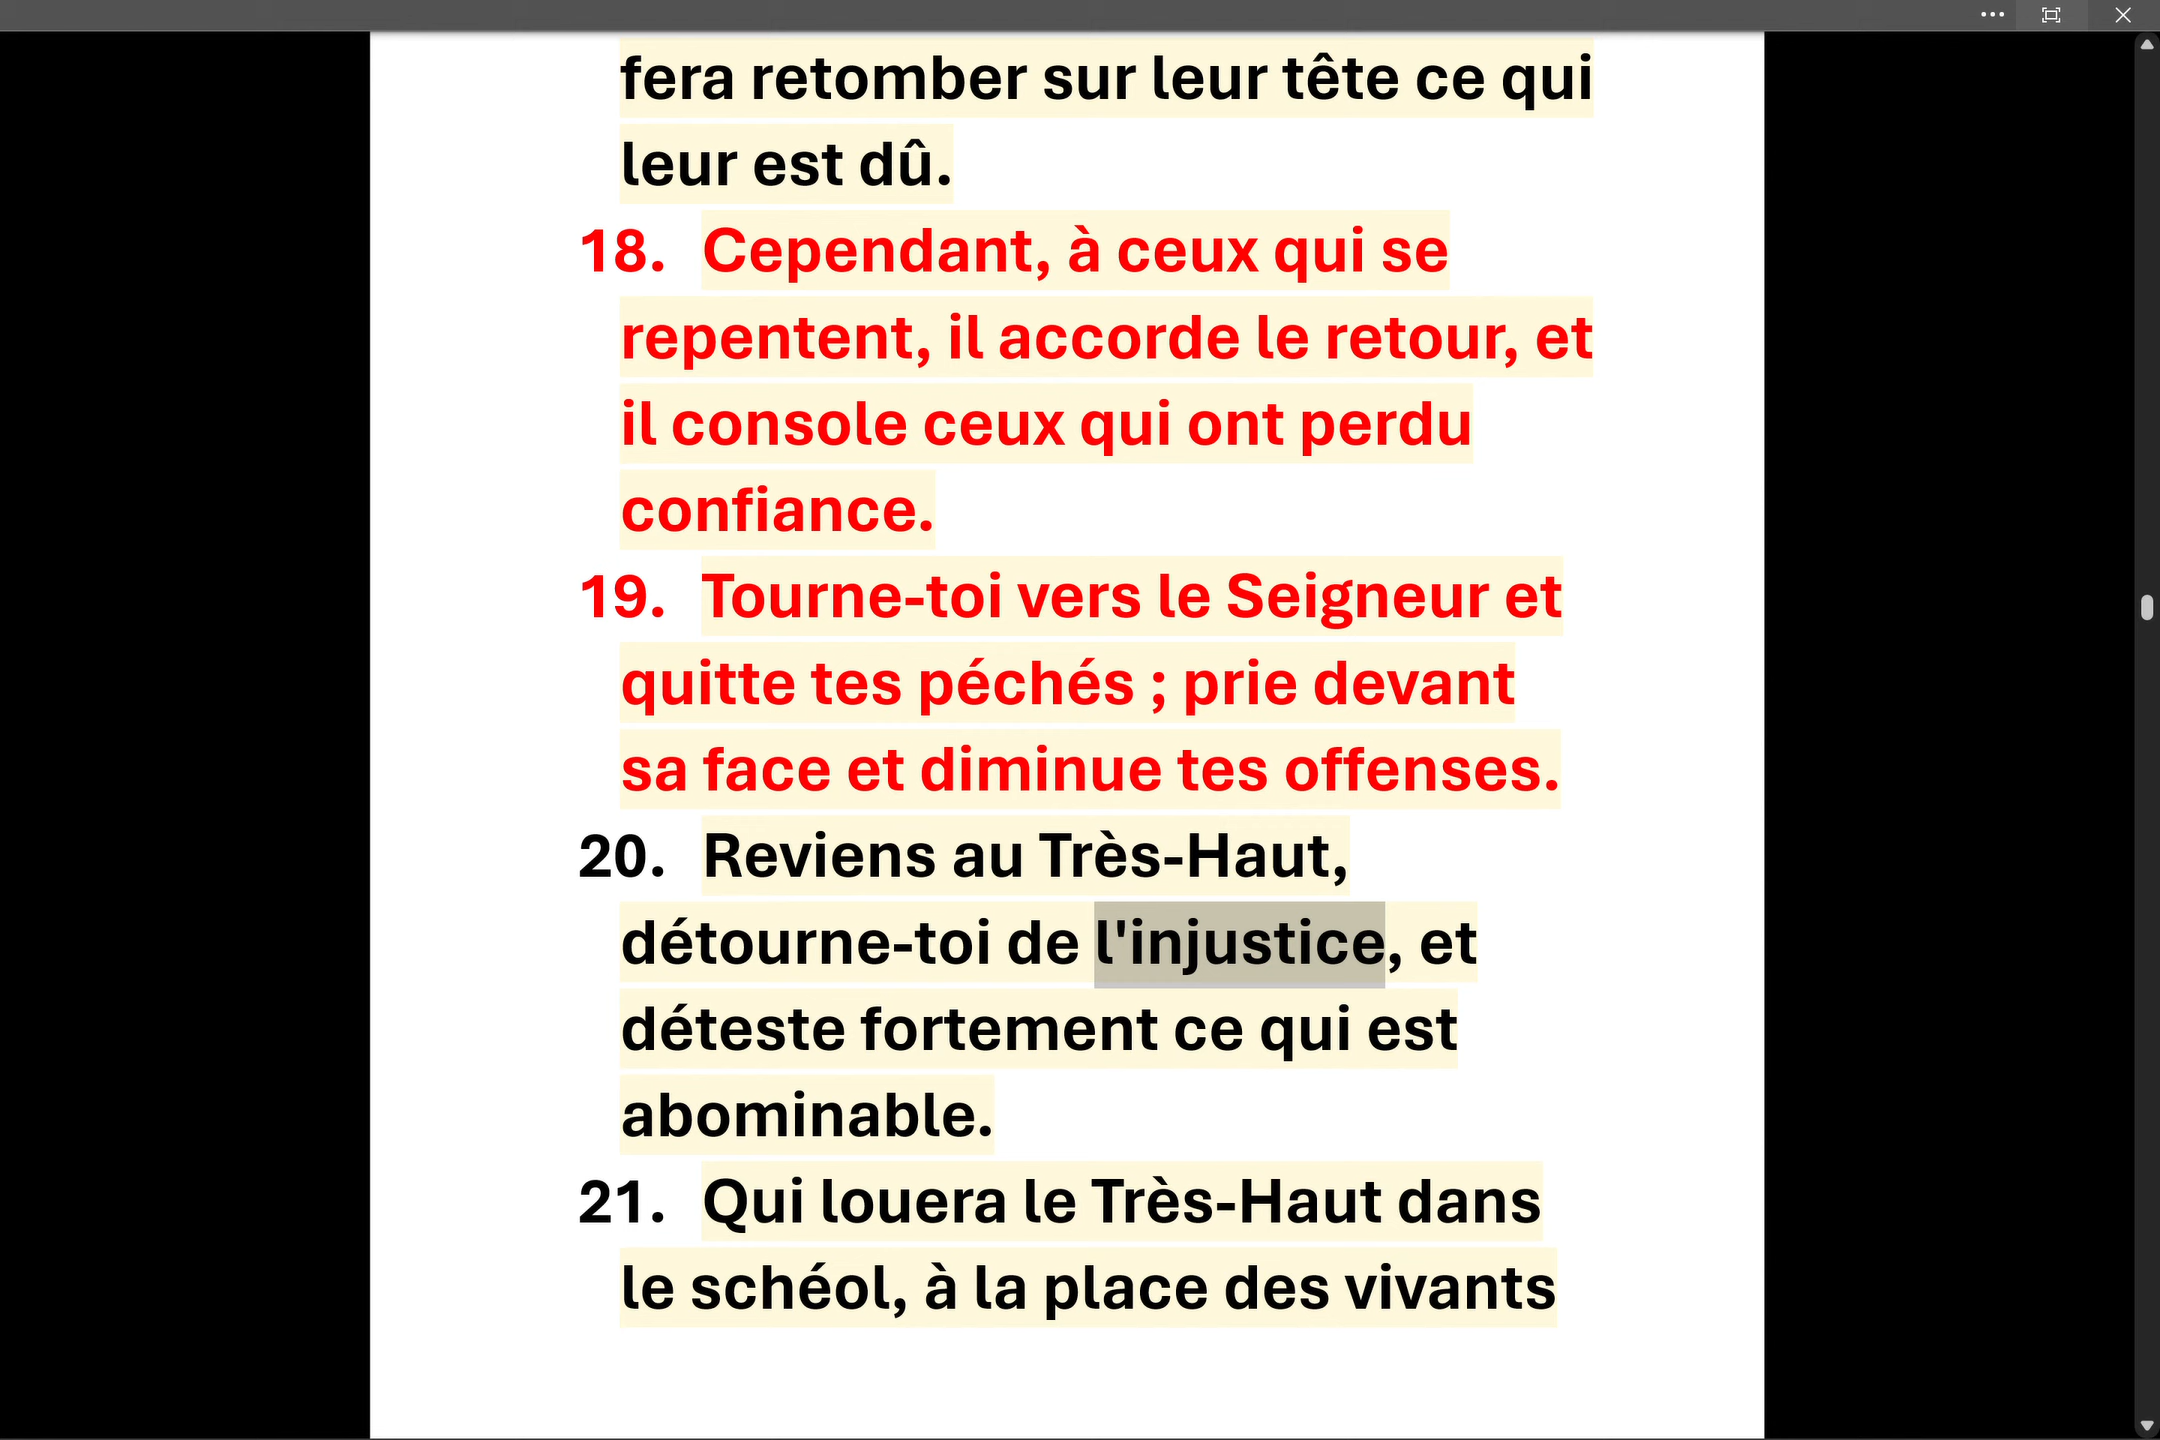 fera retomber sur leur tête ce qui
leur est dû.
18. Cependant, à ceux qui se
repentent, il accorde le retour, et
il console ceux qui ont perdu
confiance.
19. Tourne-toi vers le Seigneur et
quitte tes péchés ; prie devant
sa face et diminue tes offenses.
20. Reviens au Très-Haut,
détourne-toi de l'injustice, et
déteste fortement ce qui est
abominable.
21. Qui louera le Très-Haut dans
le schéol, à la place des vivants